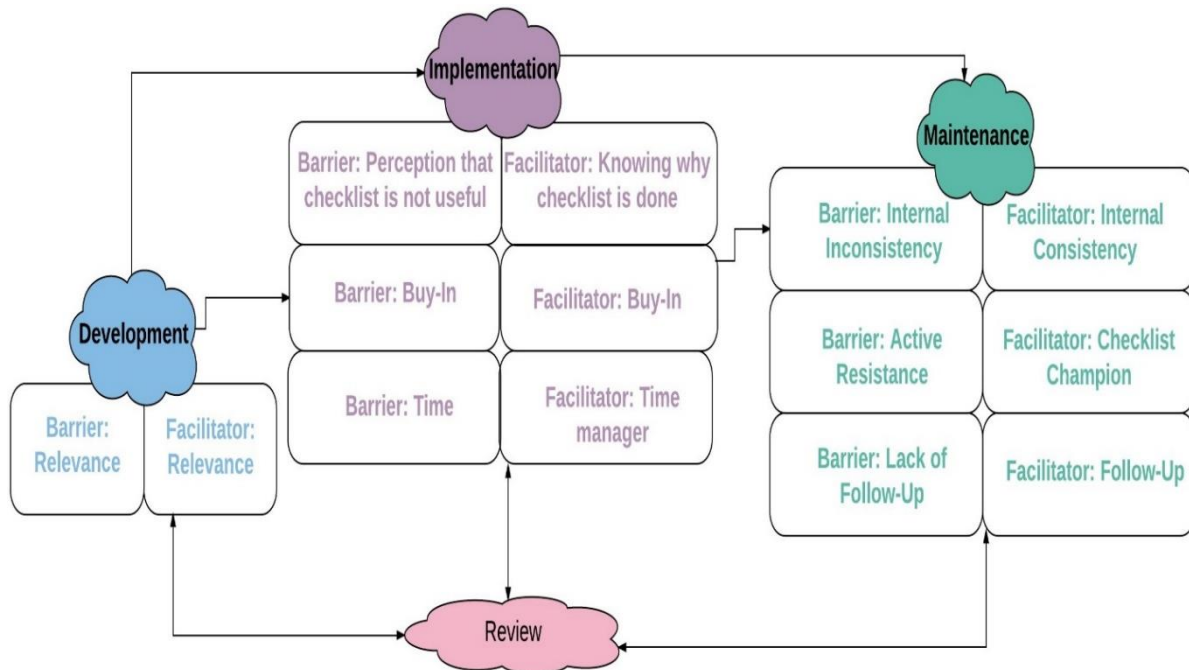 Implementation
Maintenance
Development
Barrier: Perception that
checklist is not useful
Facilitator: Knowing why
checklist is done
Barrier: Buy-In
Facilitator: Buy-In
Barrier: Time
Facilitator: Time
manager
Barrier: Internal
Inconsistency
Facilitator: Internal
Consistency
Barrier: Active
Resistance
Facilitator: Checklist
Champion
Barrier: Lack of
Follow-Up
Facilitator: Follow-Up
Barrier:
Relevance
Facilitator:
Relevance
Review